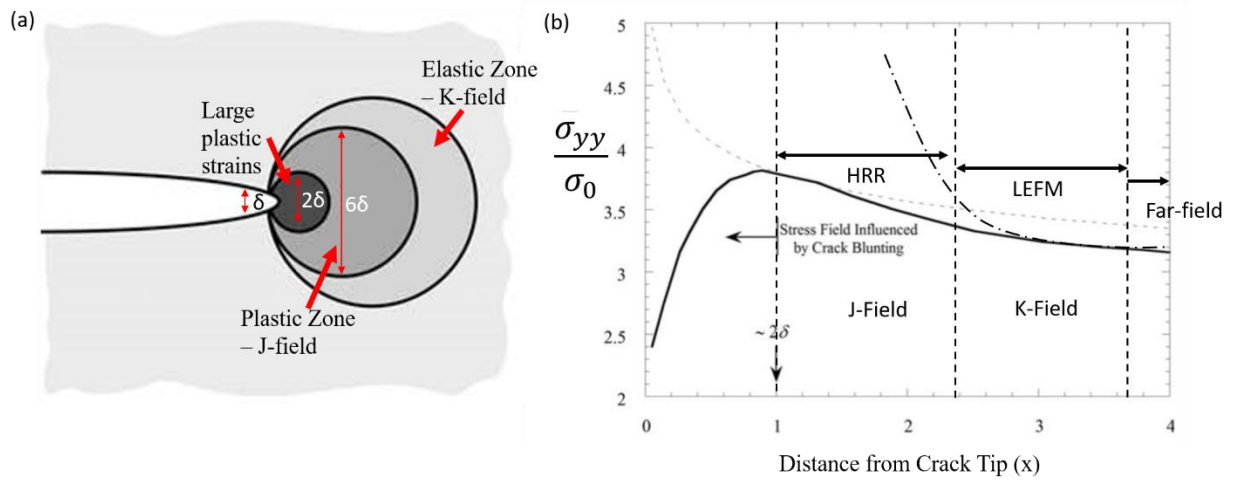 (a)
Large
plastic
strains
Elastic Zone
– K-field
δ
2δ
6δ
Plastic Zone
– J-field
(b)
σ̄yy
σ0
5
4.5
4
3.5
3
2.5
2
HRR
LEFM
Far-field
Stress Field Influenced
by Crack Blunting
J-Field
K-Field
~ 2δ
0
1
2
3
4
Distance from Crack Tip (x)